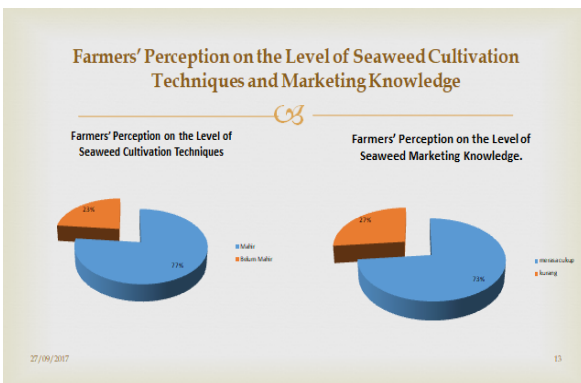 Farmers' Perception on the Level of Seaweed Cultivation
Techniques and Marketing Knowledge
Farmers' Perception on the Level of
Seaweed Cultivation Techniques
23%
77%
Mahir
Belum Mahir
Farmers' Perception on the Level of
Seaweed Marketing Knowledge.
27%
73%
merasa cukup
kurang
27/09/2017
13